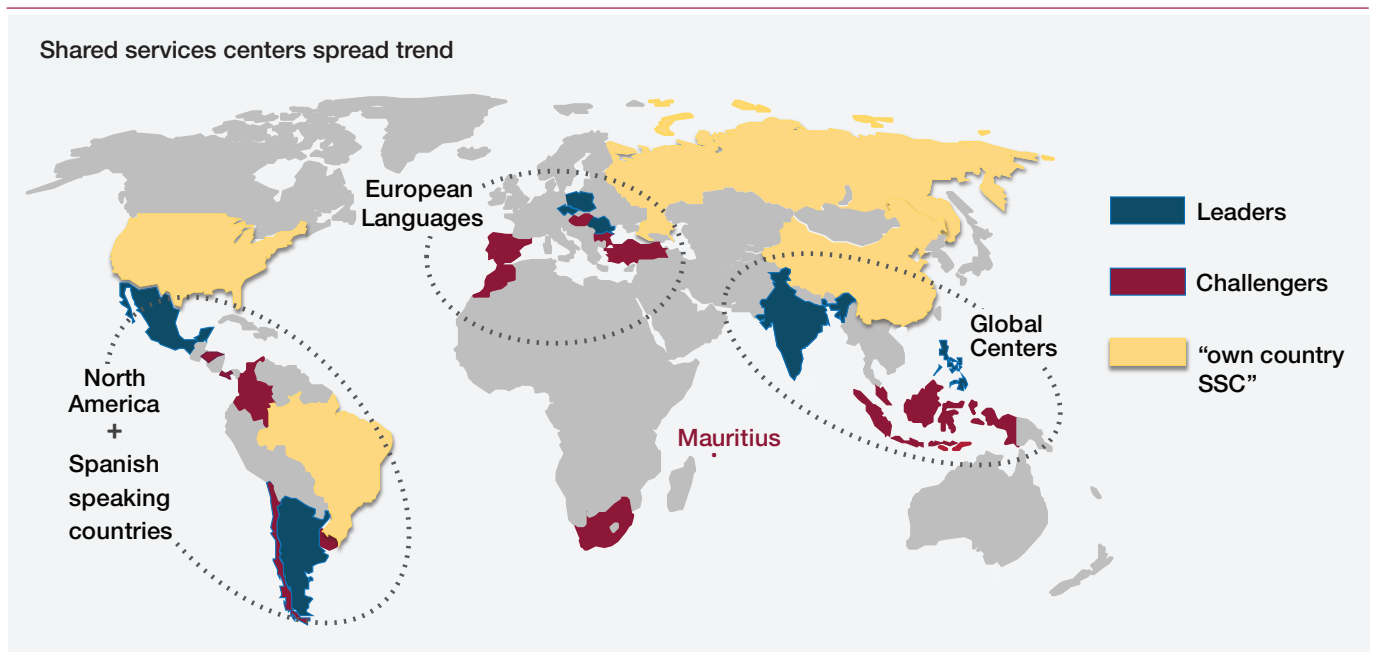 Shared services centers spread trend
European
Languages
Leaders
Challengers
“own country
SSC”
Global
Centers
North
America
+
Spanish
speaking
countries
Mauritius